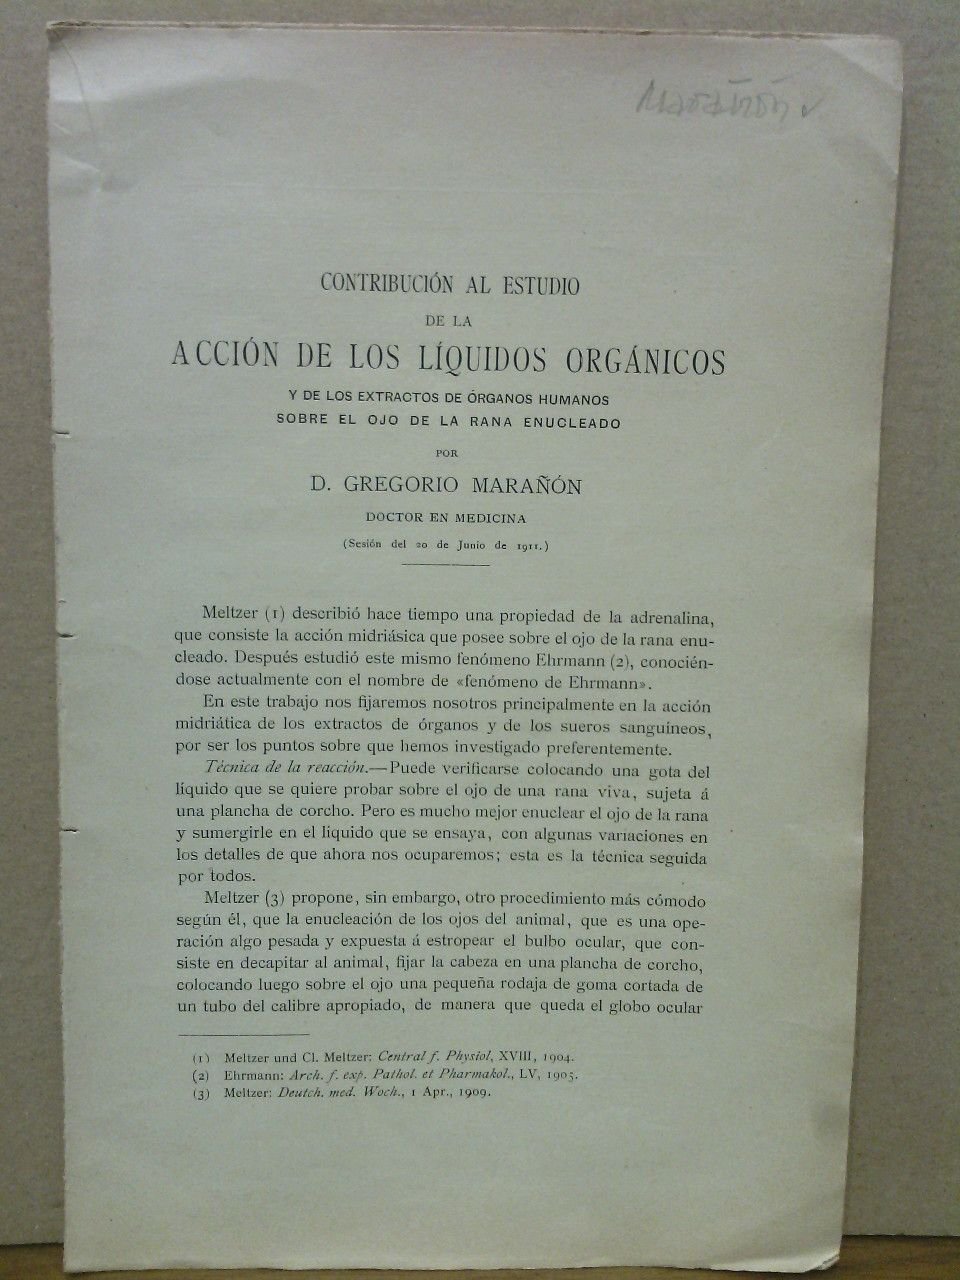 Marañón
CONTRIBUCIÓN AL ESTUDIO
DE LA
ACCIÓN DE LOS LÍQUIDOS ORGÁNICOS
Y DE LOS EXTRACTOS DE ÓRGANOS HUMANOS
SOBRE EL OJO DE LA RANA ENUCLEADO
POR
D. GREGORIO MARAÑÓN
DOCTOR EN MEDICINA
(Sesión del 20 de Junio de 1911.)
Meltzer (1) describió hace tiempo una propiedad de la adrenalina,
que consiste la acción midriásica que posee sobre el ojo de la rana enu-
cleado. Después estudió este mismo fenómeno Ehrmann (2), conocién-
dose actualmente con el nombre de «fenómeno de Ehrmann».
En este trabajo nos fijaremos nosotros principalmente en la acción
midriática de los extractos de órganos y de los sueros sanguíneos,
por ser los puntos sobre que hemos investigado preferentemente.
Técnica de la reacción.—Puede verificarse colocando una gota del
líquido que se quiere probar sobre el ojo de una rana viva, sujeta á
una plancha de corcho. Pero es mucho mejor enuclear el ojo de la rana
y sumergirle en el líquido que se ensaya, con algunas variaciones en
los detalles de que ahora nos ocuparemos; esta es la técnica seguida
por todos.
Meltzer (3) propone, sin embargo, otro procedimiento más cómodo
según él, que la enucleación de los ojos del animal, que es una ope-
ración algo pesada y expuesta á estropear el bulbo ocular, que con-
siste en decapitar al animal, fijar la cabeza en una plancha de corcho,
colocando luego sobre el ojo una pequeña rodaja de goma cortada de
un tubo del calibre apropiado, de manera que queda el globo ocular
(1) Meltzer und Cl. Meltzer: Central f. Physiol, XVIII, 1904.
(2) Ehrmann: Arch. f. exp. Pathol. et Pharmakol., LV, 1905.
(3) Meltzer: Deutch. med. Woch., 1 Apr., 1909.